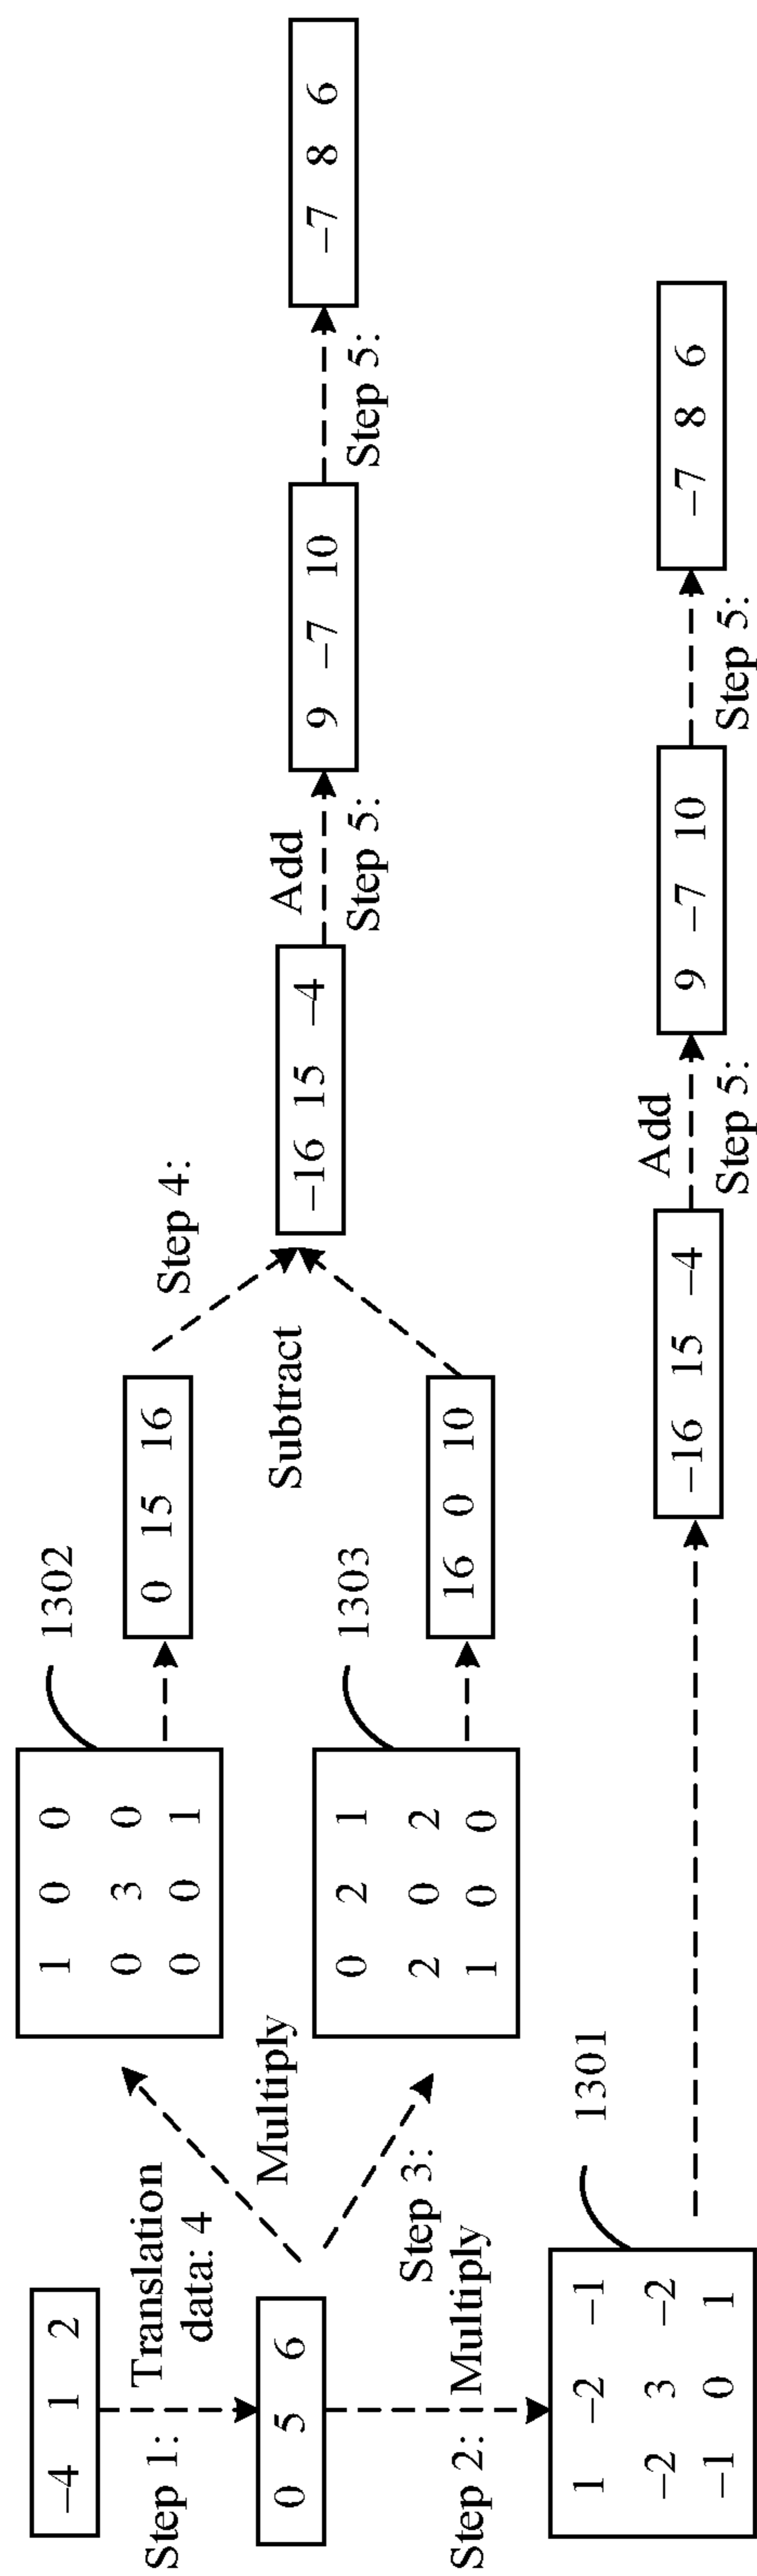 −4 1 2
Step 1:
Translation
data: 4
0 5 6
Multiply
1302
1 0 0
0 3 0
0 0 1
0 15 16
Step 3:
1303
0 2 1
2 0 2
1 0 0
16 0 10
Step 4:
Subtract
−16 15 −4
Add
Step 5:
9 −7 10
Step 5:
−7 8 6
Step 2:
Multiply
1301
1 −2 −1
−2 3 −2
−1 0 1
−16 15 −4
Add
Step 5:
9 −7 10
Step 5:
−7 8 6